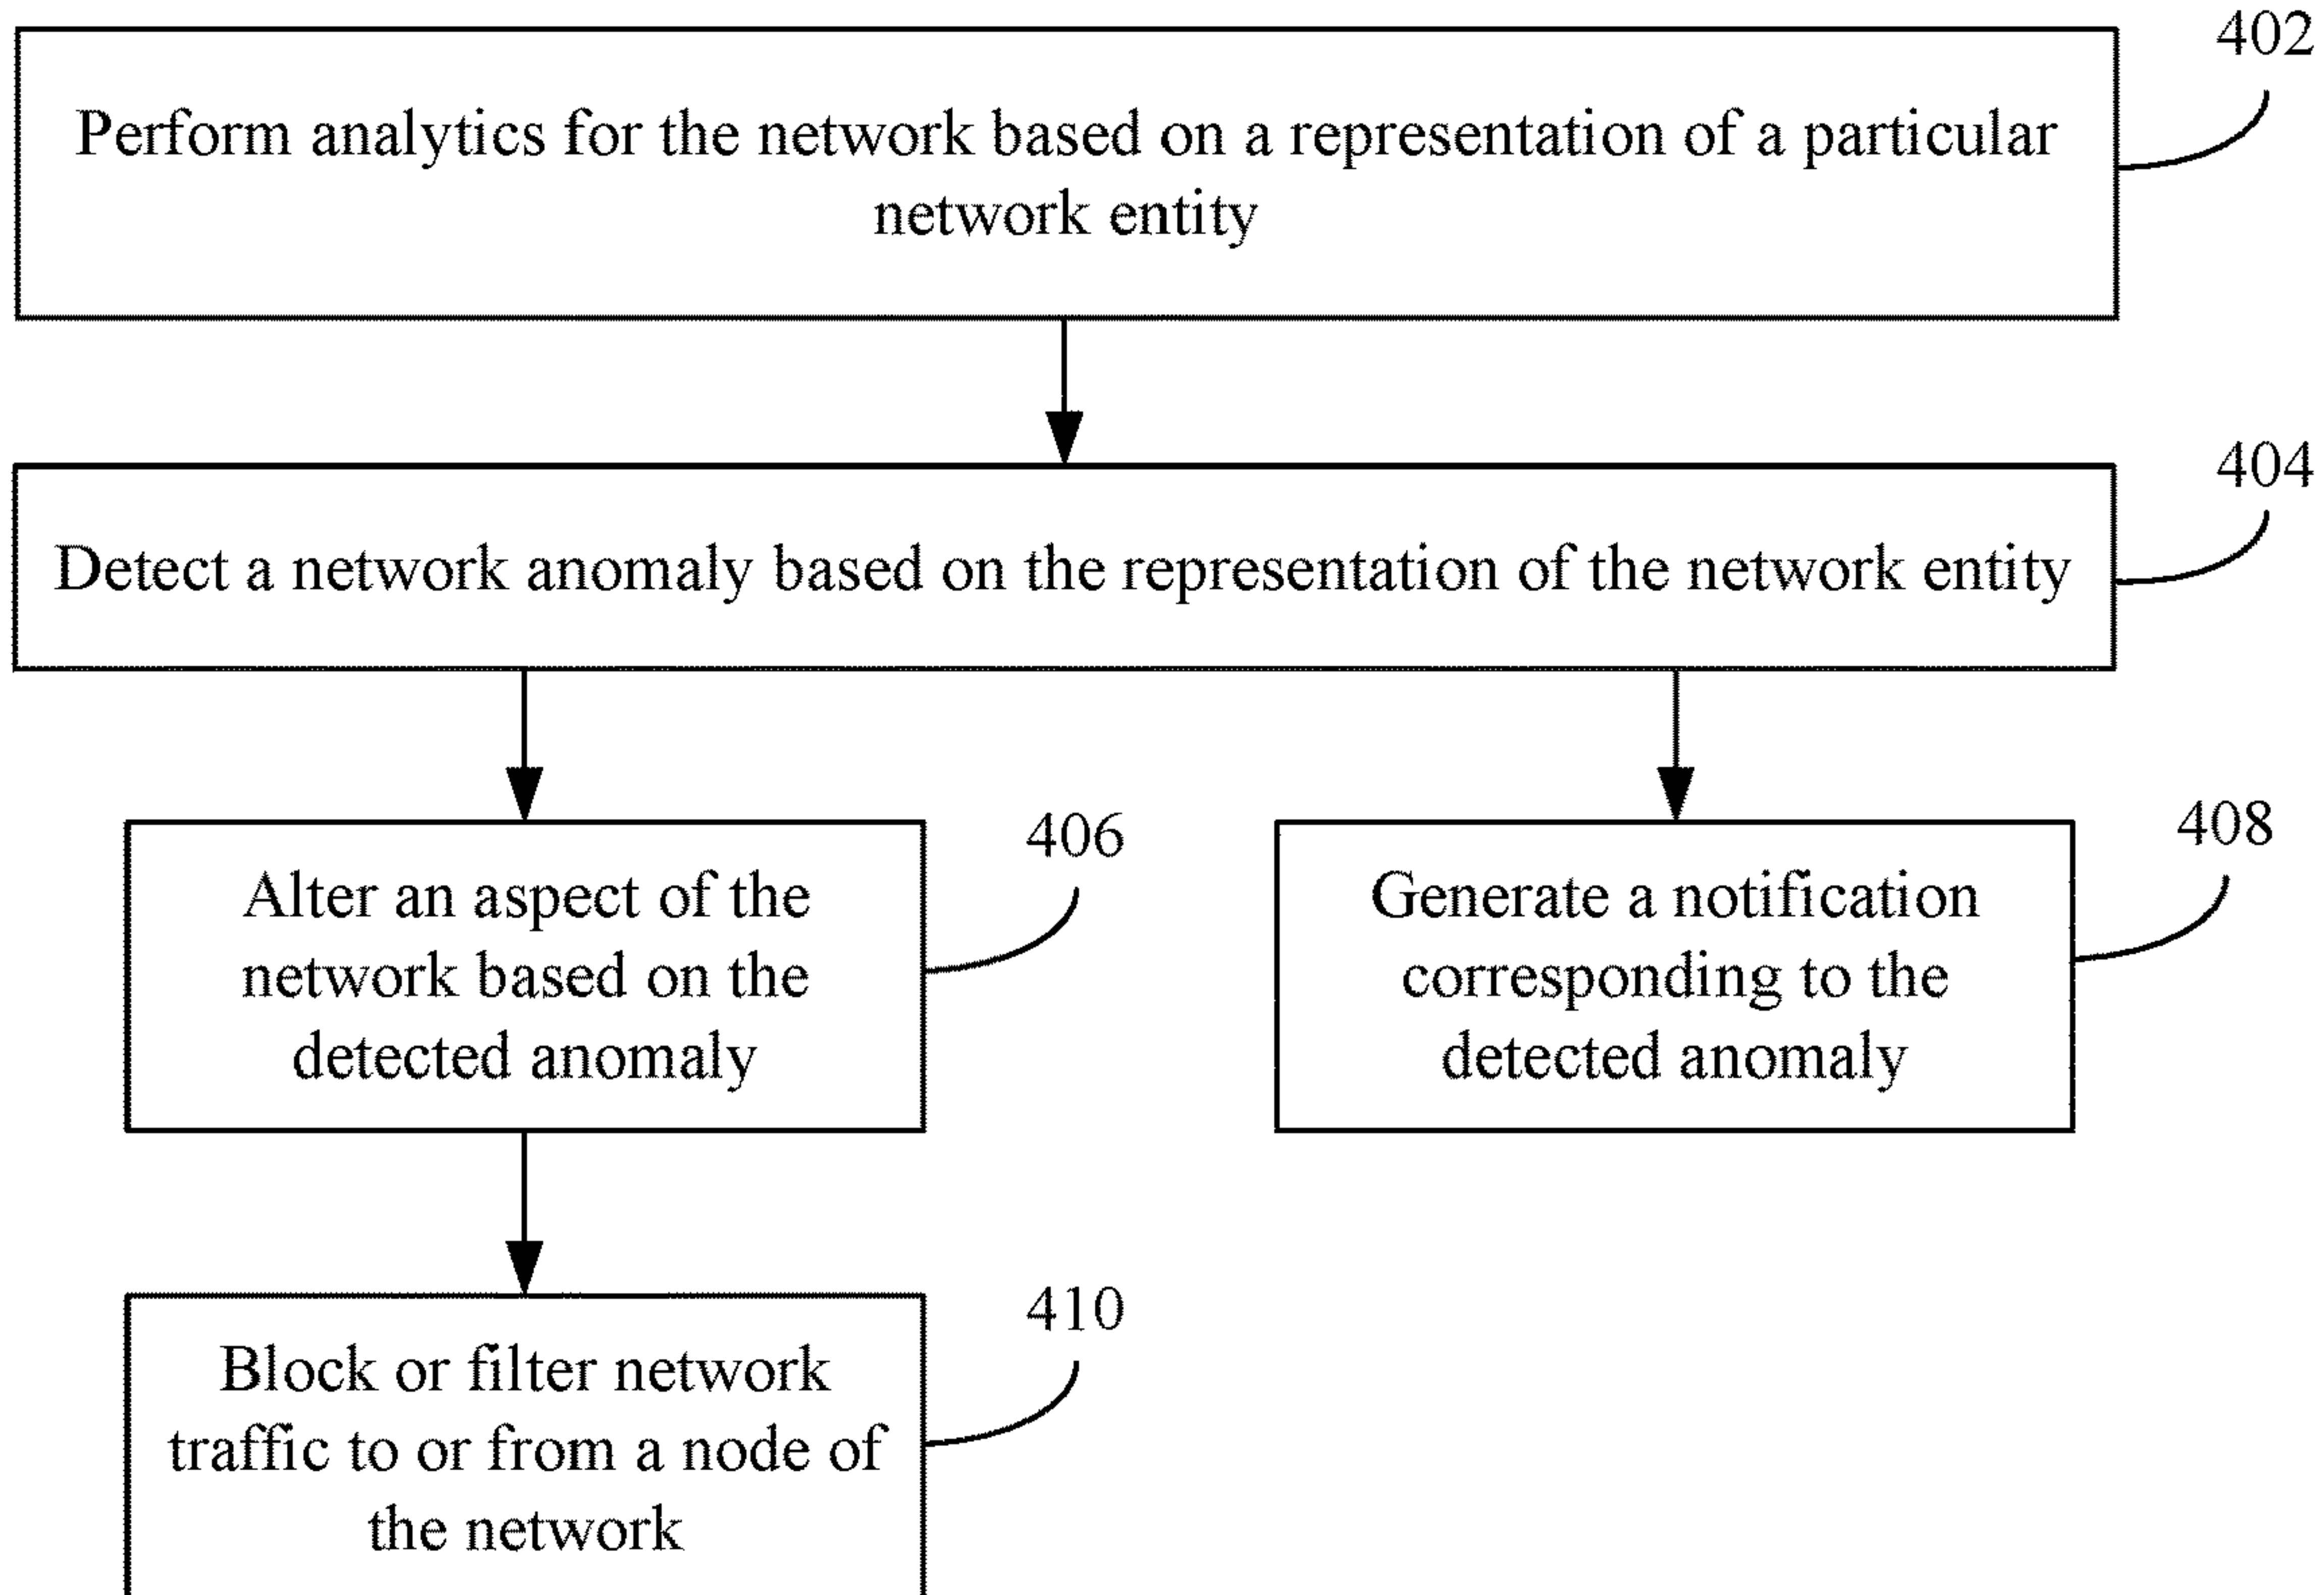 402
Perform analytics for the network based on a representation of a particular
network entity
404
Detect a network anomaly based on the representation of the network entity
406
Alter an aspect of the
network based on the
detected anomaly
408
Generate a notification
corresponding to the
detected anomaly
410
Block or filter network
traffic to or from a node of
the network